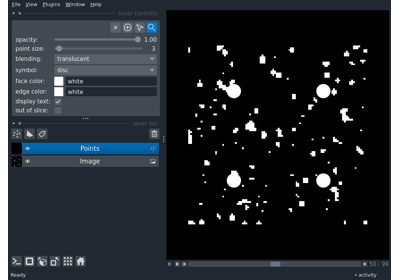 File View Plugins Window Help
layer controls
opacity: 1.00
point size: 3
blending: translucent
symbol: disc
face color: white
edge color: white
display text:
out of slice:
layer list
Points
Image
50 99
Ready
activity